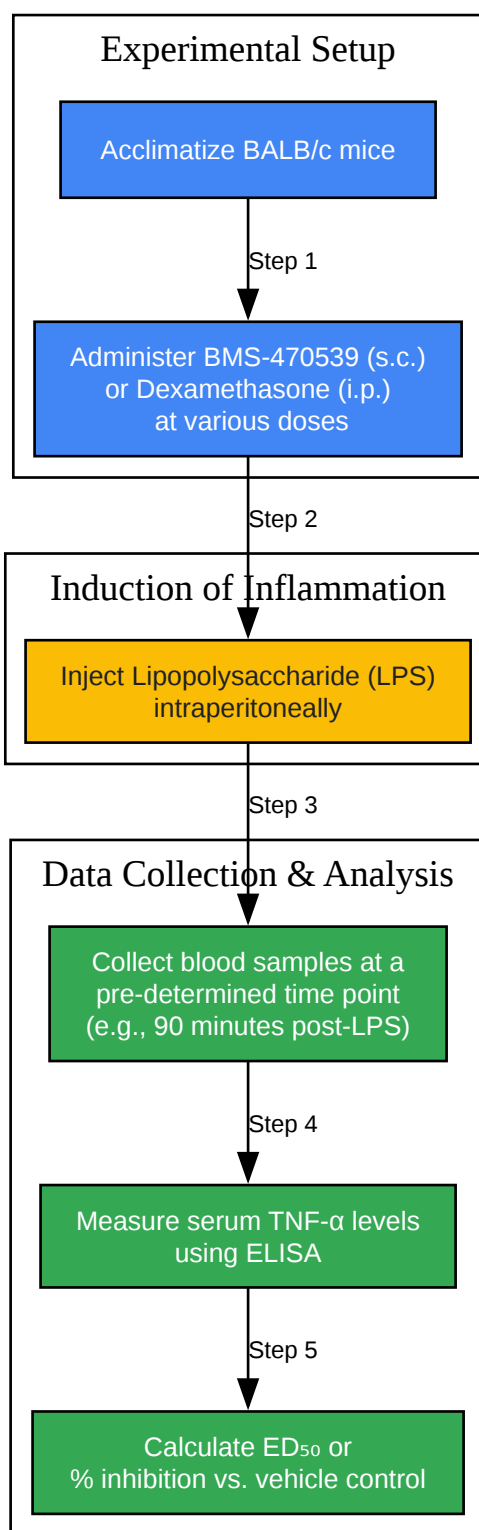 Experimental Setup
Acclimatize BALB/c mice
Step 1
Administer BMS-470539 (s.c.)
or Dexamethasone (i.p.)
at various doses
Step 2
Induction of Inflammation
Inject Lipopolysaccharide (LPS)
intraperitoneally
Step 3
Data Collection & Analysis
Collect blood samples at a
pre-determined time point
(e.g., 90 minutes post-LPS)
Step 4
Measure serum TNF-α levels
using ELISA
Step 5
Calculate ED₅₀ or
% inhibition vs. vehicle control